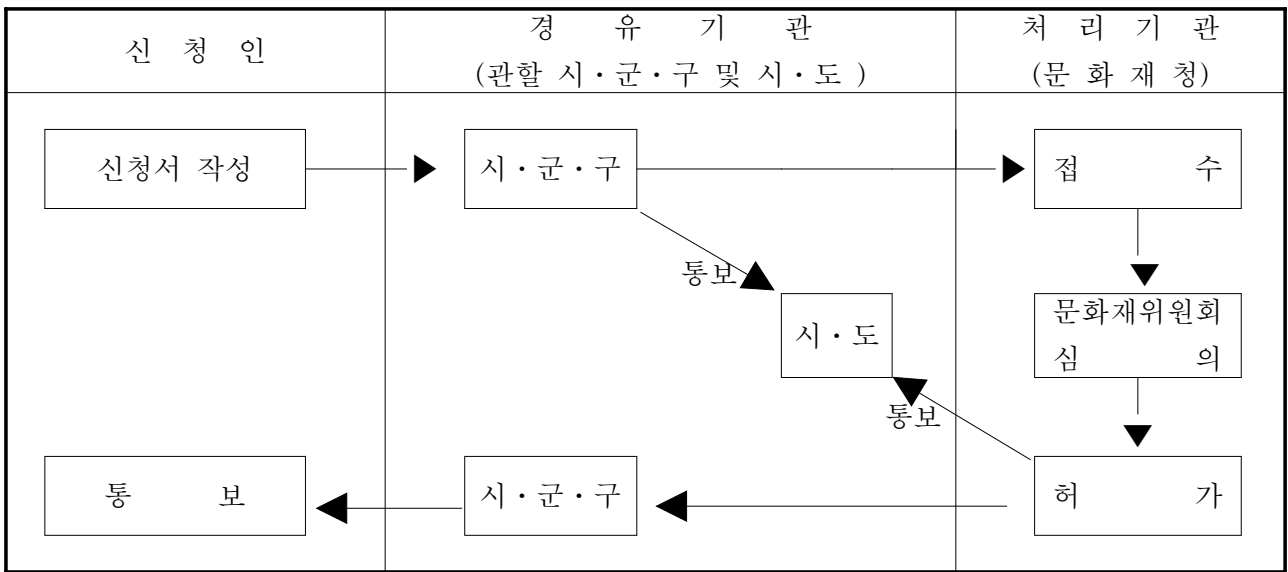 신 청 인
경 유 기 관
(관할 시・군・구 및 시・도 )
처 리 기 관
(문 화 재 청)
신청서 작성
시・군・구
접 수
통보
시・도
문화재위원회
심 의
통보
통 보
시・군・구
허 가